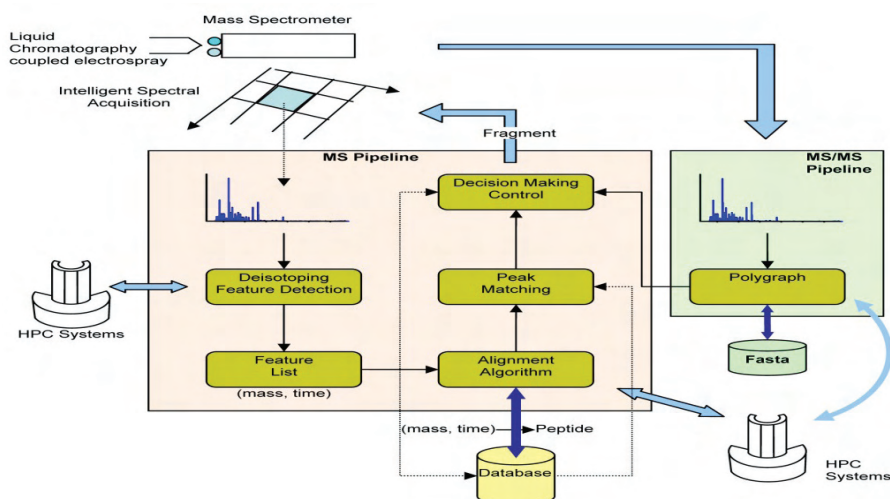 Mass Spectrometer
Liquid
Chromatography
coupled electrospray
Intelligent Spectral
Acquisition
Fragment
MS Pipeline
MS/MS
Pipeline
Decision Making
Control
Deisotoping
Feature Detection
Peak
Matching
Polygraph
HPC Systems
Feature
List
(mass, time)
Alignment
Algorithm
Fasta
(mass, time)
Peptide
Database
HPC
Systems